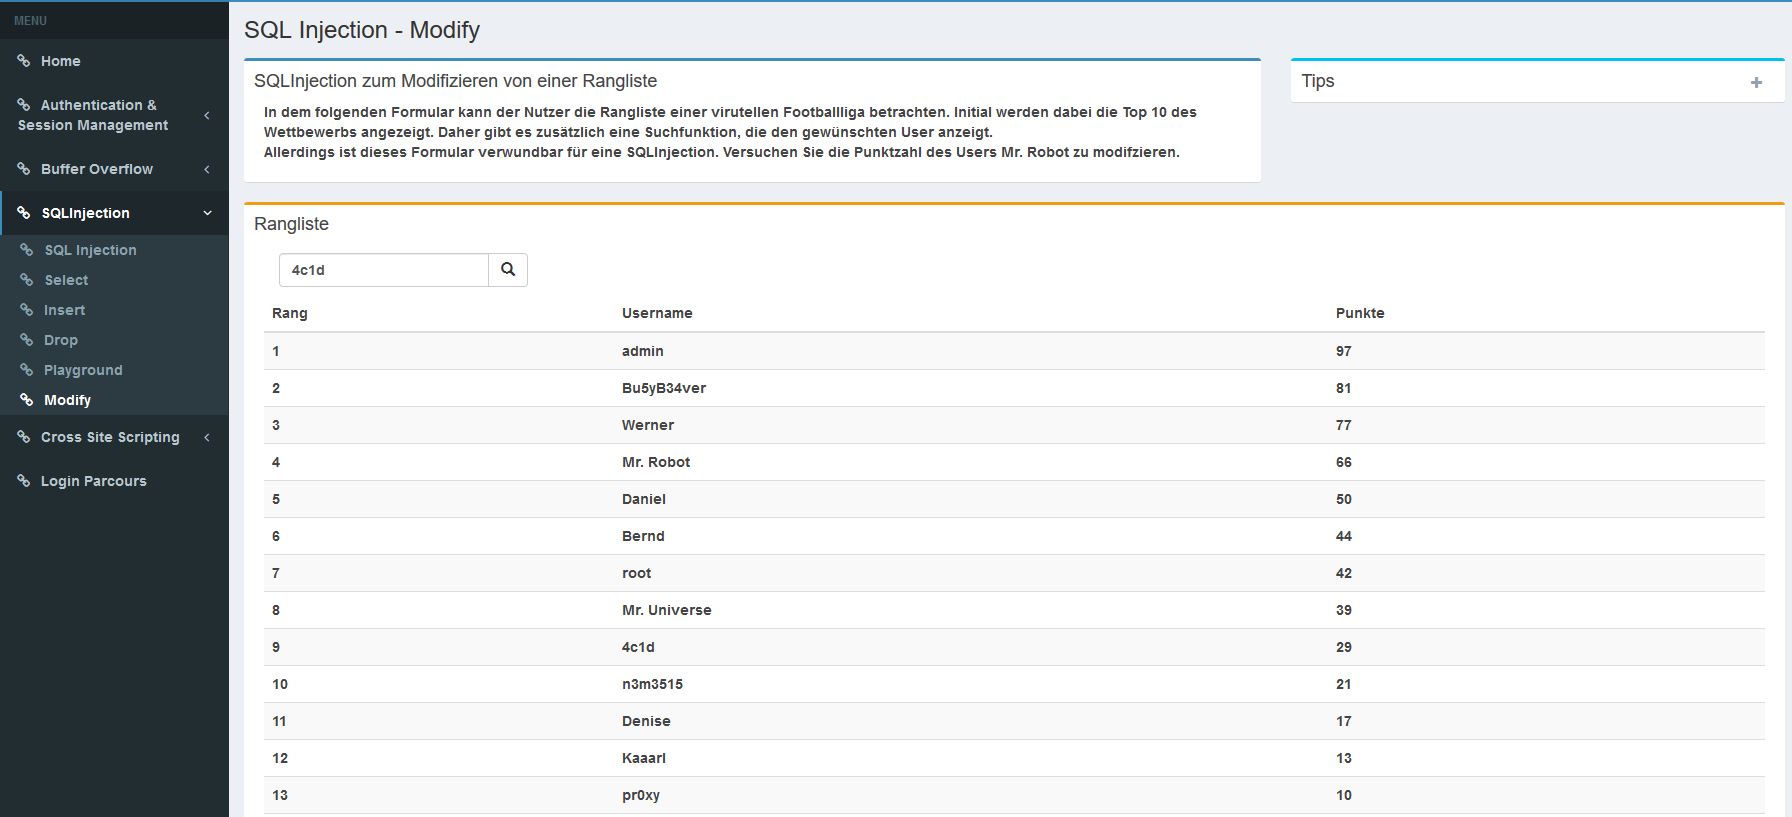 MENU
Home
Authentication &
Session Management
Buffer Overflow
SQLInjection
SQL Injection
Select
Insert
Drop
Playground
Modify
Cross Site Scripting
Login Parcours
SQL Injection - Modify
SQLInjection zum Modifizieren von einer Rangliste
In dem folgenden Formular kann der Nutzer die Rangliste einer virutellen Footballliga betrachten. Initial werden dabei die Top 10 des
Wettbewerbs angezeigt. Daher gibt es zusätzlich eine Suchfunktion, die den gewünschten User anzeigt.
Allerdings ist dieses Formular verwundbar für eine SQLInjection. Versuchen Sie die Punktzahl des Users Mr. Robot zu modifzieren.
Tips
Rangliste
4c1d
Rang Username Punkte
1 admin 97
2 Bu5yB34ver 81
3 Werner 77
4 Mr. Robot 66
5 Daniel 50
6 Bernd 44
7 root 42
8 Mr. Universe 39
9 4c1d 29
10 n3m3515 21
11 Denise 17
12 Kaaarl 13
13 pr0xy 10